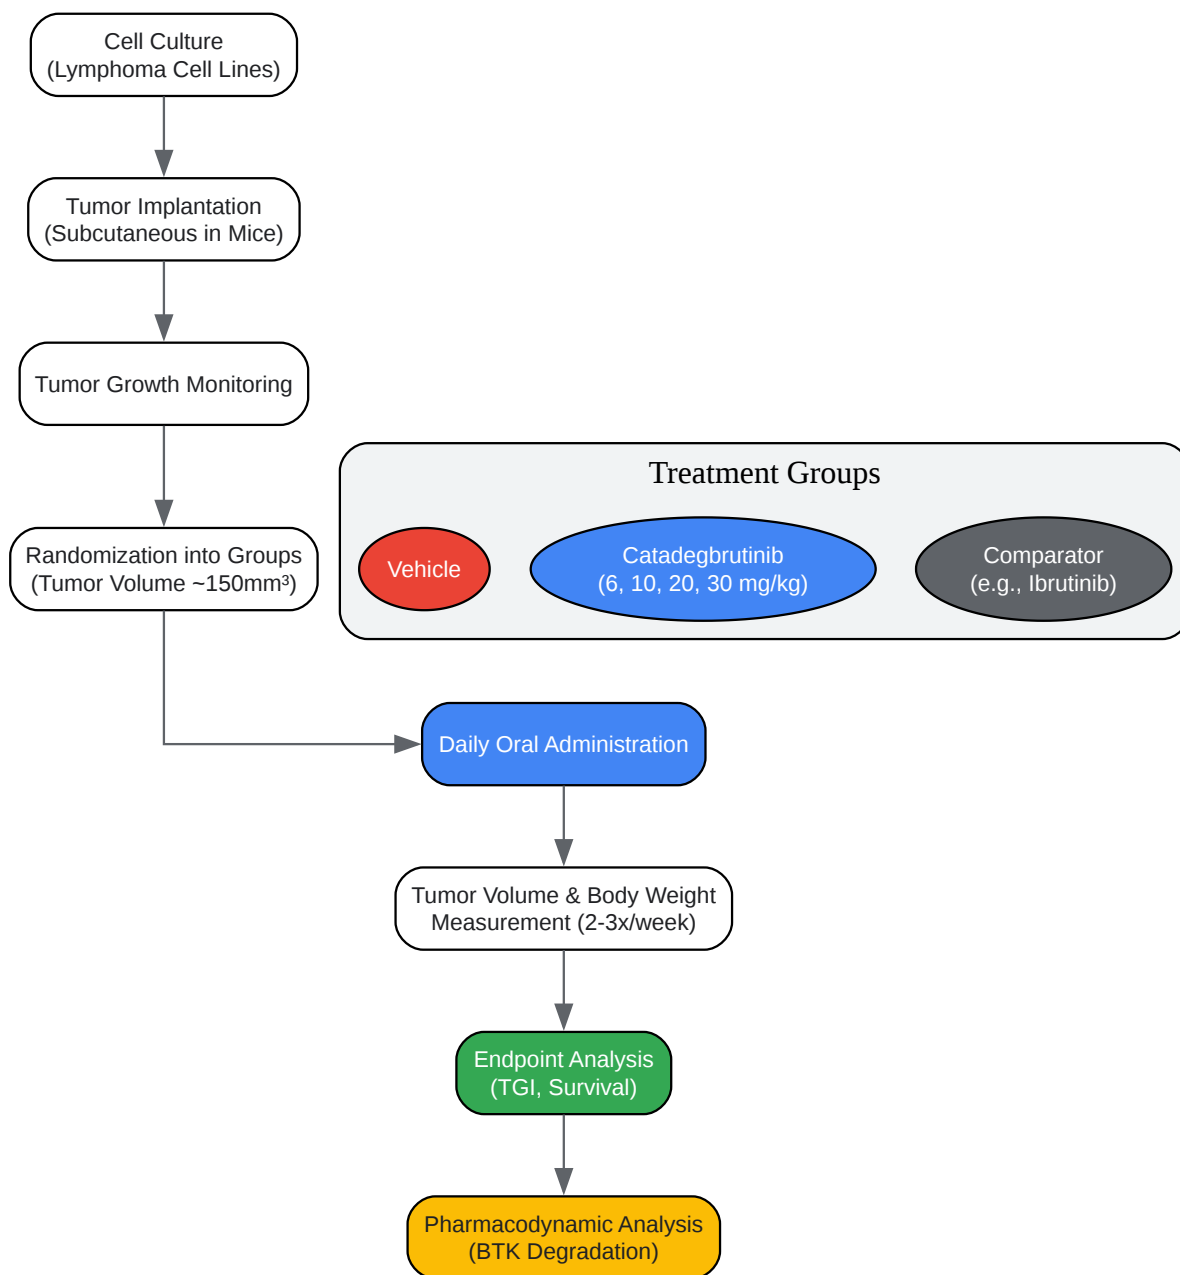 Cell Culture
(Lymphoma Cell Lines)
Tumor Implantation
(Subcutaneous in Mice)
Tumor Growth Monitoring
Randomization into Groups
(Tumor Volume ~150mm³)
Treatment Groups
Vehicle
Catadegbrutinib
(6, 10, 20, 30 mg/kg)
Comparator
(e.g., Ibrutinib)
Daily Oral Administration
Tumor Volume & Body Weight
Measurement (2-3x/week)
Endpoint Analysis
(TGI, Survival)
Pharmacodynamic Analysis
(BTK Degradation)